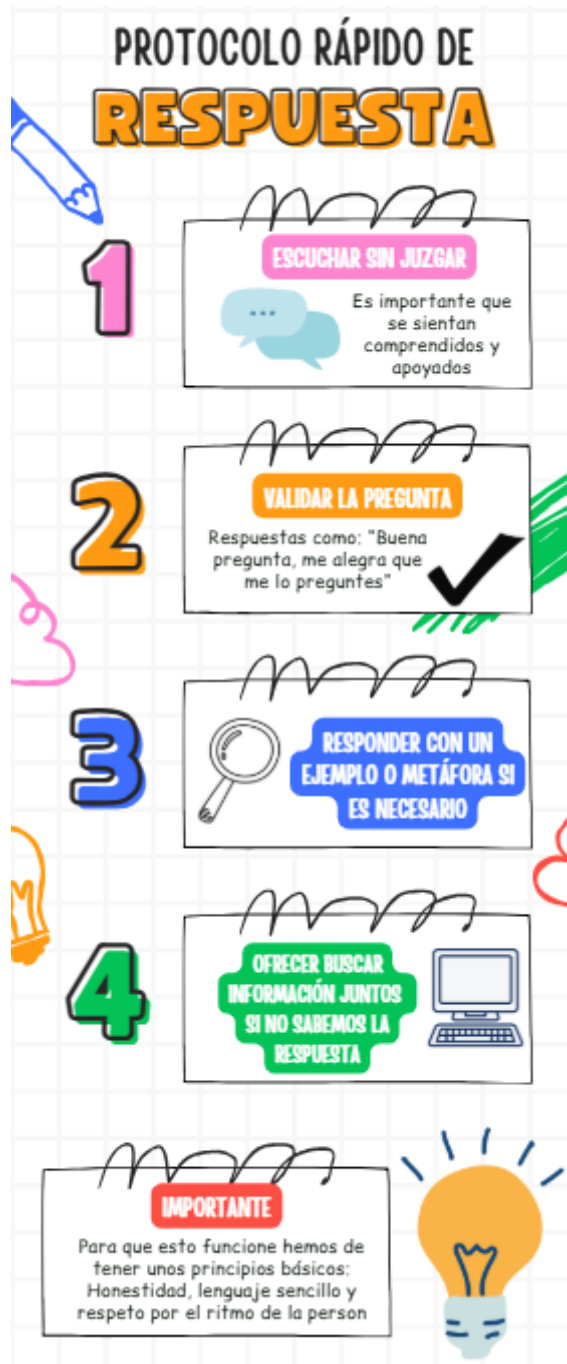 PROTOCOLO RÁPIDO DE
RESPUESTA
1
ESCUCHAR SIN JUZGAR
Es importante que
se sientan
comprendidos y
apoyados
2
VALIDAR LA PREGUNTA
Respuestas como: "Buena
pregunta, me alegra que
me lo preguntes"
3
RESPONDER CON UN
EJEMPLO O METÁFORA SI
ES NECESARIO
4
OFRECER BUSCAR
INFORMACIÓN JUNTOS
SI NO SABEMOS LA
RESPUESTA
IMPORTANTE
Para que esto funcione hemos de
tener unos principios básicos:
Honestidad, lenguaje sencillo y
respeto por el ritmo de la person